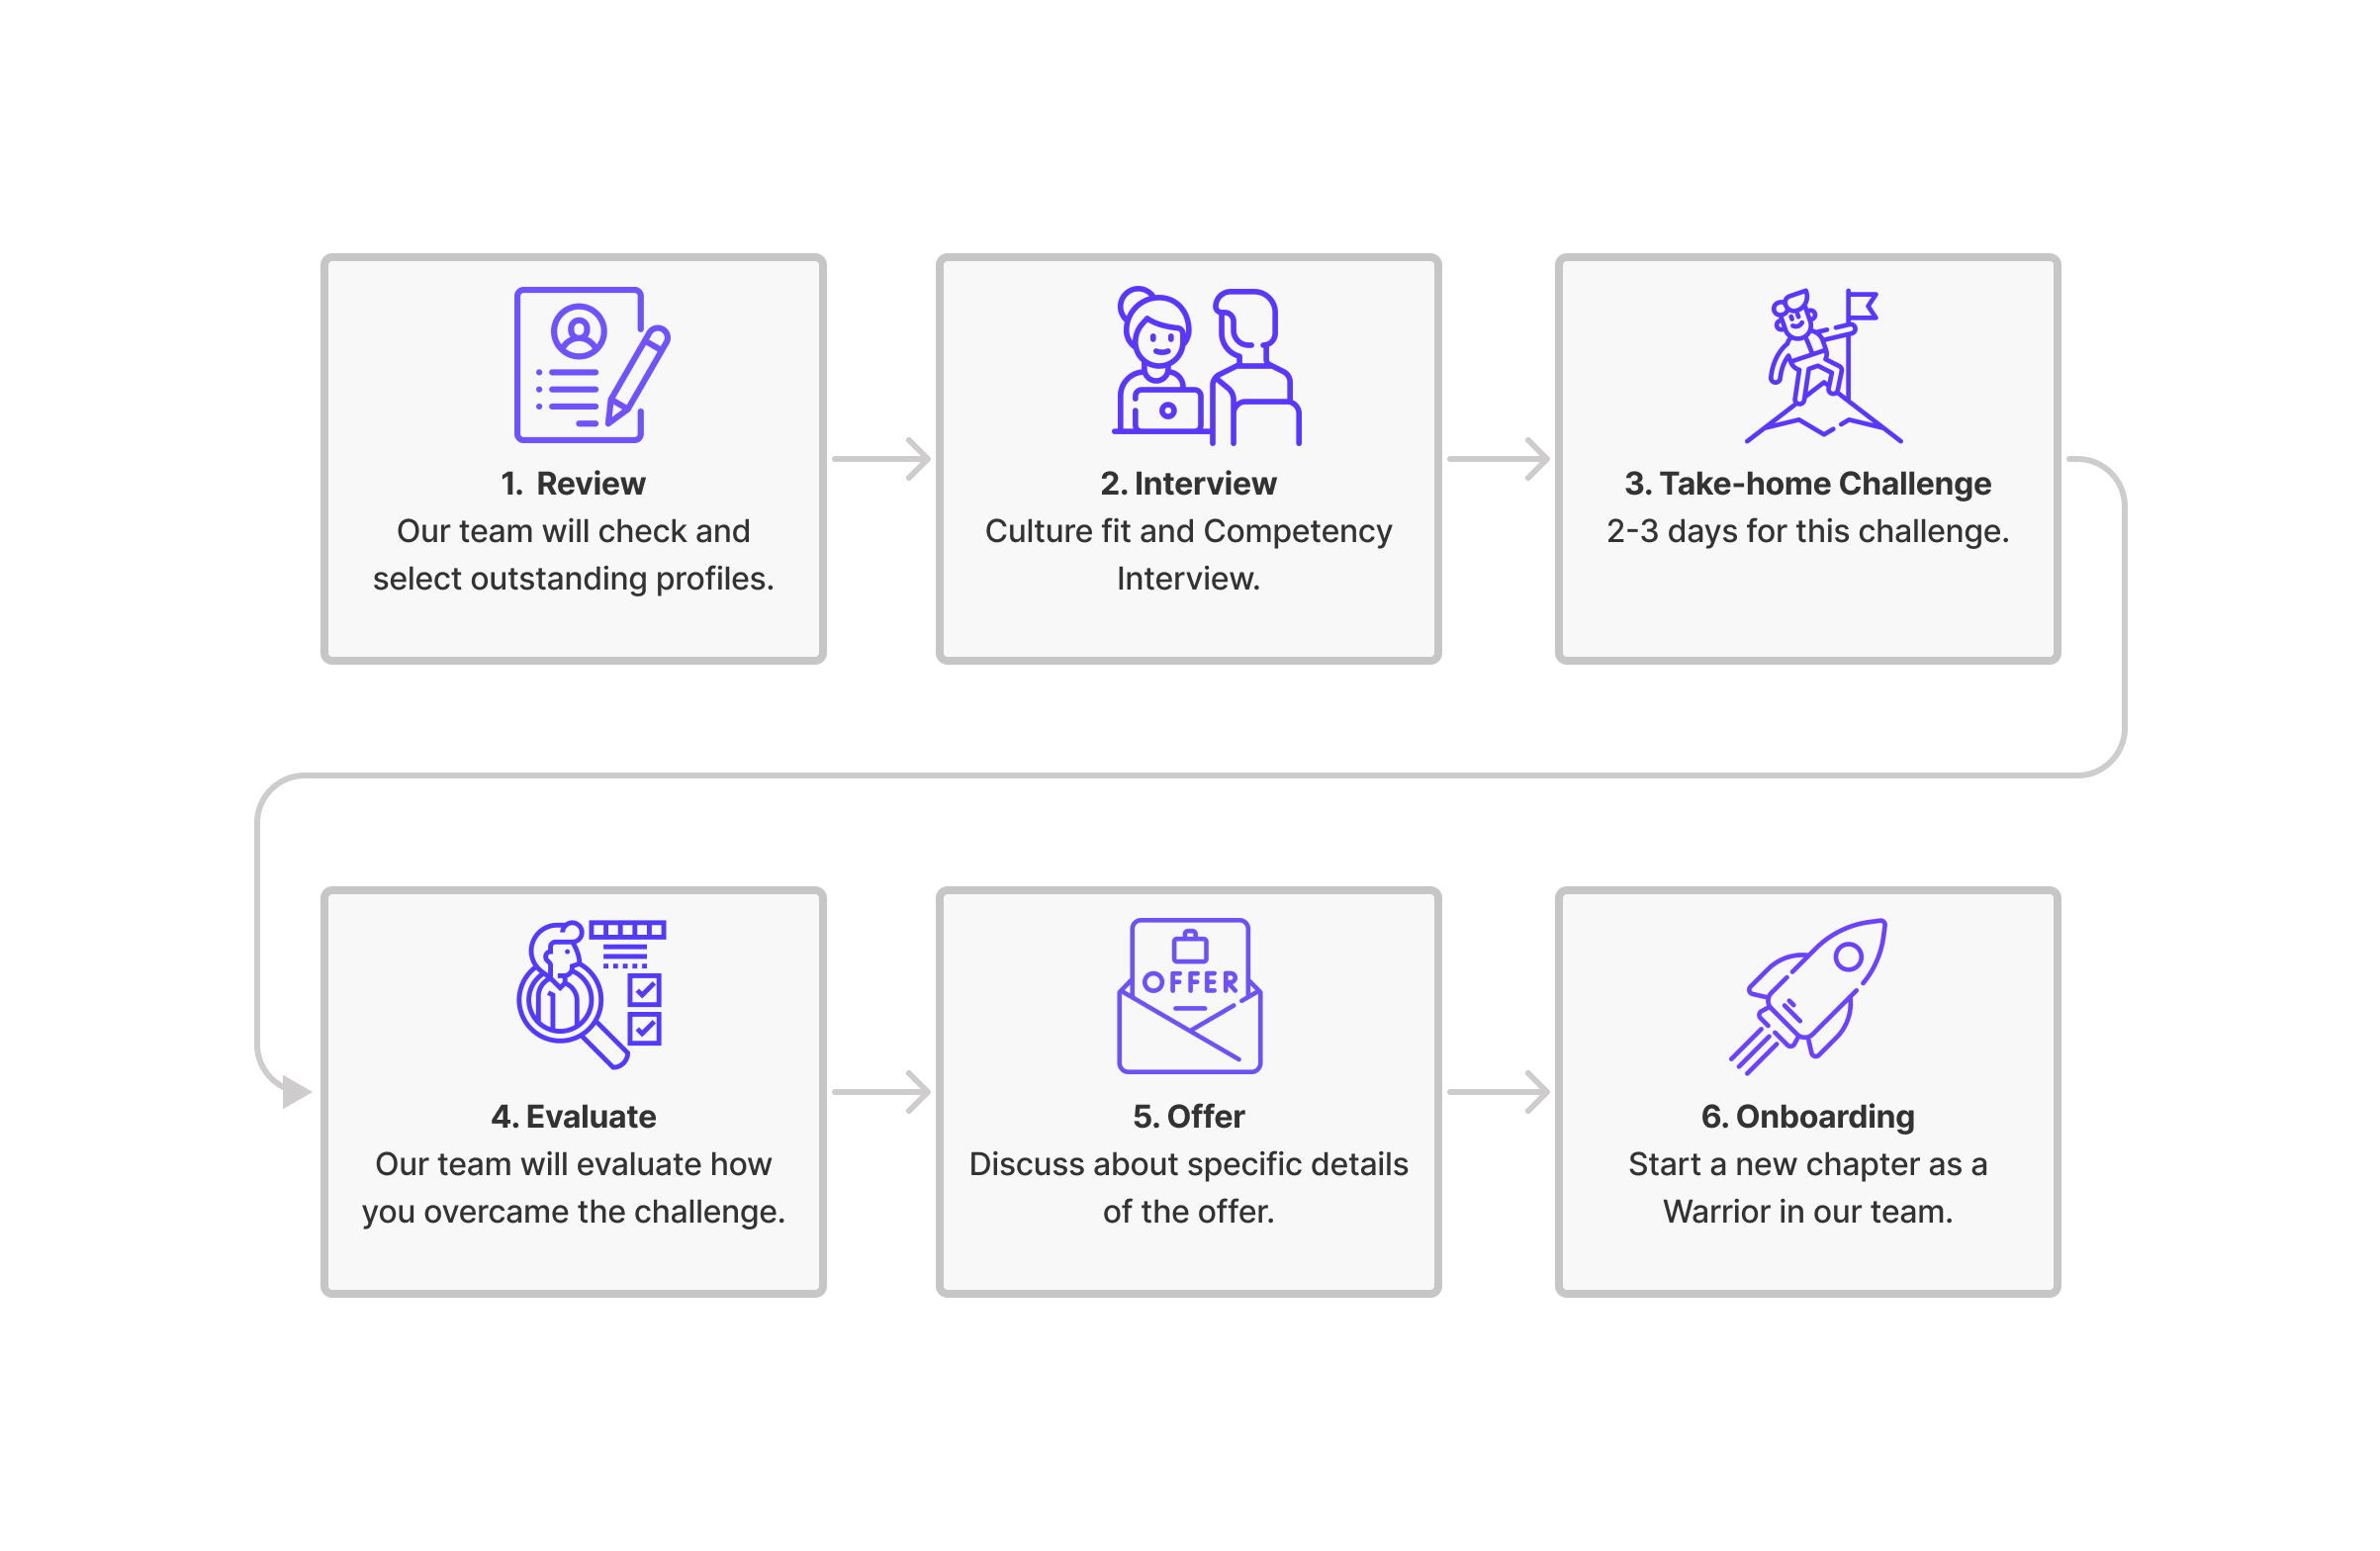 1. Review
Our team will check and
select outstanding profiles.
2. Interview
Culture fit and Competency
Interview.
3. Take-home Challenge
2-3 days for this challenge.
4. Evaluate
Our team will evaluate how
you overcame the challenge.
OFFER
5. Offer
Discuss about specific details
of the offer.
6. Onboarding
Start a new chapter as a
Warrior in our team.